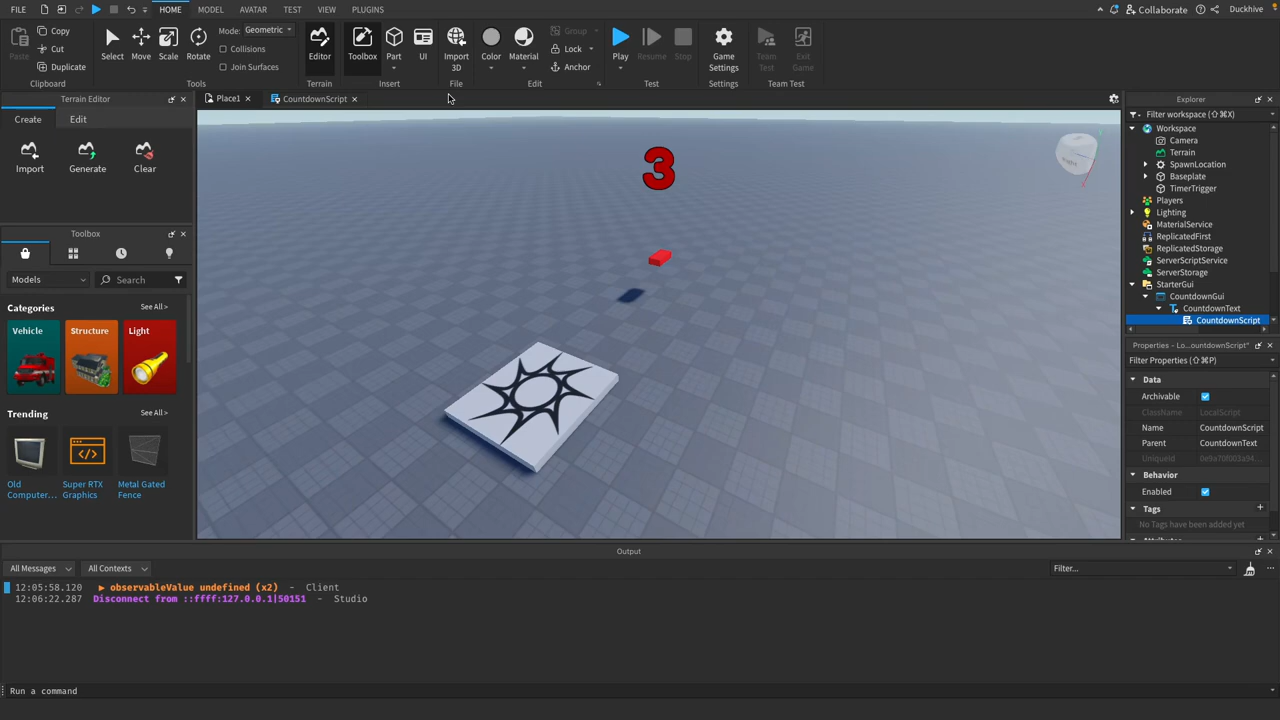 FILE
HOME
MODEL
AVATAR
TEST
VIEW
PLUGINS
Collaborate
Duckhive
Paste
Copy
Cut
Duplicate
Clipboard
Select
Move
Scale
Rotate
Mode: Geometric
Collisions
Join Surfaces
Tools
Editor
Terrain
Toolbox
Part
UI
Insert
Import
3D
File
Color
Material
Group
Lock
Anchor
Edit
Play
Resume
Stop
Test
Game
Settings
Settings
Team
Test
Exit
Game
Team Test
Terrain Editor
Create
Edit
Import
Generate
Clear
Toolbox
Models
Search
Categories
See All >
Vehicle
Structure
Light
Trending
See All >
Old
Computer...
Super RTX
Graphics
Metal Gated
Fence
Place1
CountdownScript
3
Right
Explorer
Filter workspace (⇧⌘X)
Workspace
Camera
Terrain
SpawnLocation
Baseplate
TimerTrigger
Players
Lighting
MaterialService
ReplicatedFirst
ReplicatedStorage
ServerScriptService
ServerStorage
StarterGui
CountdownGui
CountdownText
CountdownScript
Properties - Lo...ountdownScript"
Filter Properties (⇧⌘P)
Data
Archivable
ClassName LocalScript
Name CountdownScript
Parent CountdownText
UniqueId
Behavior
Enabled
Tags
No Tags have been added yet
Output
All Messages
All Contexts
Filter...
12:05:58.120 ▶ observableValue undefined (x2) - Client
12:06:22.287 Disconnect from ::ffff:127.0.0.1|50151 - Studio
Run a command